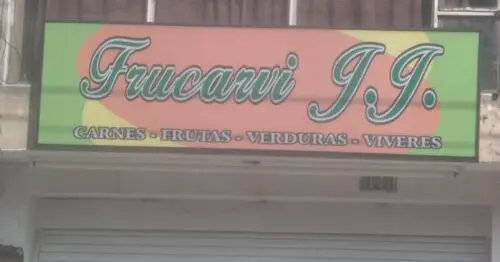 Frucarvi J.J.
CARNES - FRUTAS - VERDURAS - VIVERES